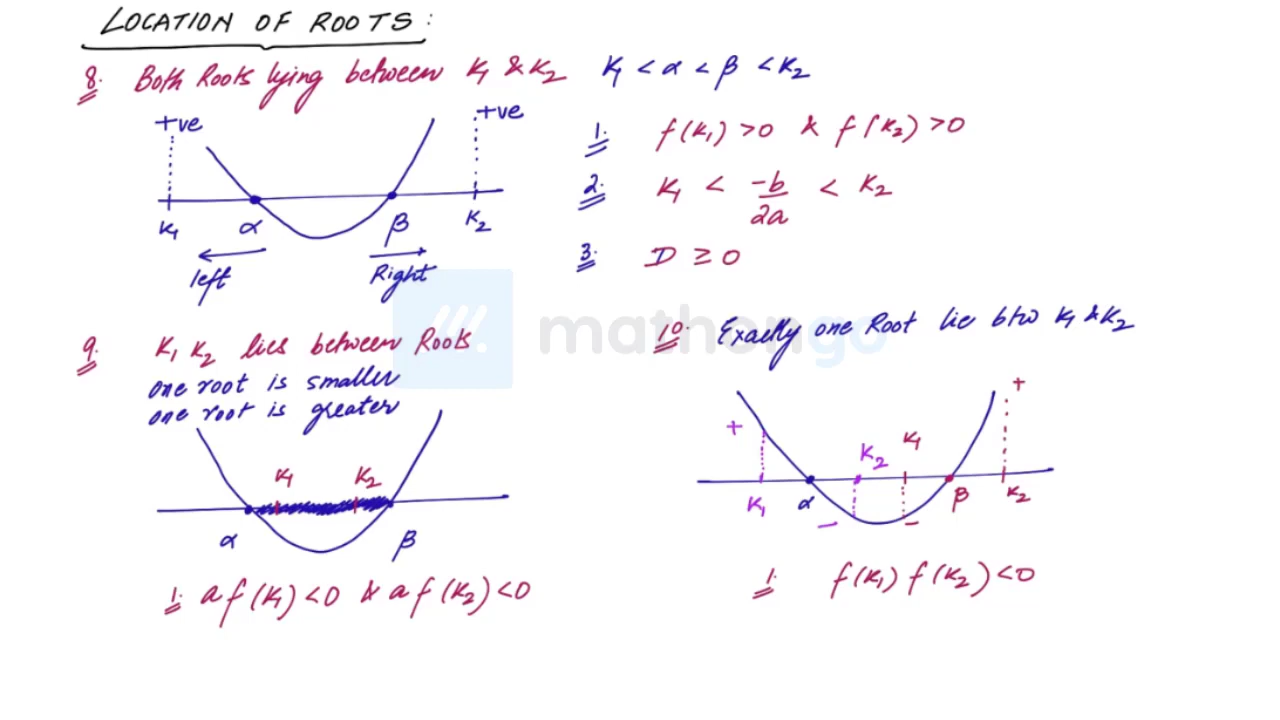 LOCATION OF ROOTS:
8. Both Roots lying between K₁ & K₂ K₁ < α < β < K₂
+ve +ve
K₁ α β K₂
left Right
1. f(K₁) > 0 & f(K₂) > 0
2. K₁ < -b/2a < K₂
3. D ≥ 0
mathongo
9. K₁ K₂ lies between Roots
one root is smaller
one root is greater
K₁ K₂
α β
1. a f(K₁) < 0 & a f(K₂) < 0
10. Exactly one Root lie btw K₁ & K₂
+ +
K₂ K₁
K₁ α β K₂
− −
1. f(K₁) f(K₂) < 0